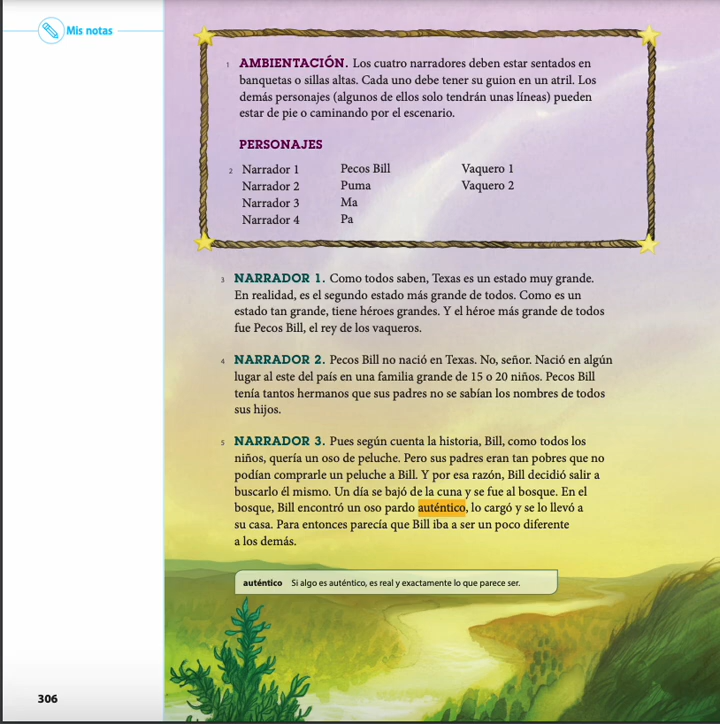 Mis notas
1 AMBIENTACIÓN. Los cuatro narradores deben estar sentados en
banquetas o sillas altas. Cada uno debe tener su guion en un atril. Los
demás personajes (algunos de ellos solo tendrán unas líneas) pueden
estar de pie o caminando por el escenario.
PERSONAJES
2 Narrador 1 Pecos Bill Vaquero 1
Narrador 2 Puma Vaquero 2
Narrador 3 Ma
Narrador 4 Pa
3 NARRADOR 1. Como todos saben, Texas es un estado muy grande.
En realidad, es el segundo estado más grande de todos. Como es un
estado tan grande, tiene héroes grandes. Y el héroe más grande de todos
fue Pecos Bill, el rey de los vaqueros.
4 NARRADOR 2. Pecos Bill no nació en Texas. No, señor. Nació en algún
lugar al este del país en una familia grande de 15 o 20 niños. Pecos Bill
tenía tantos hermanos que sus padres no se sabían los nombres de todos
sus hijos.
5 NARRADOR 3. Pues según cuenta la historia, Bill, como todos los
niños, quería un oso de peluche. Pero sus padres eran tan pobres que no
podían comprarle un peluche a Bill. Y por esa razón, Bill decidió salir a
buscarlo él mismo. Un día se bajó de la cuna y se fue al bosque. En el
bosque, Bill encontró un oso pardo auténtico, lo cargó y se lo llevó a
su casa. Para entonces parecía que Bill iba a ser un poco diferente
a los demás.
auténtico Si algo es auténtico, es real y exactamente lo que parece ser.
306